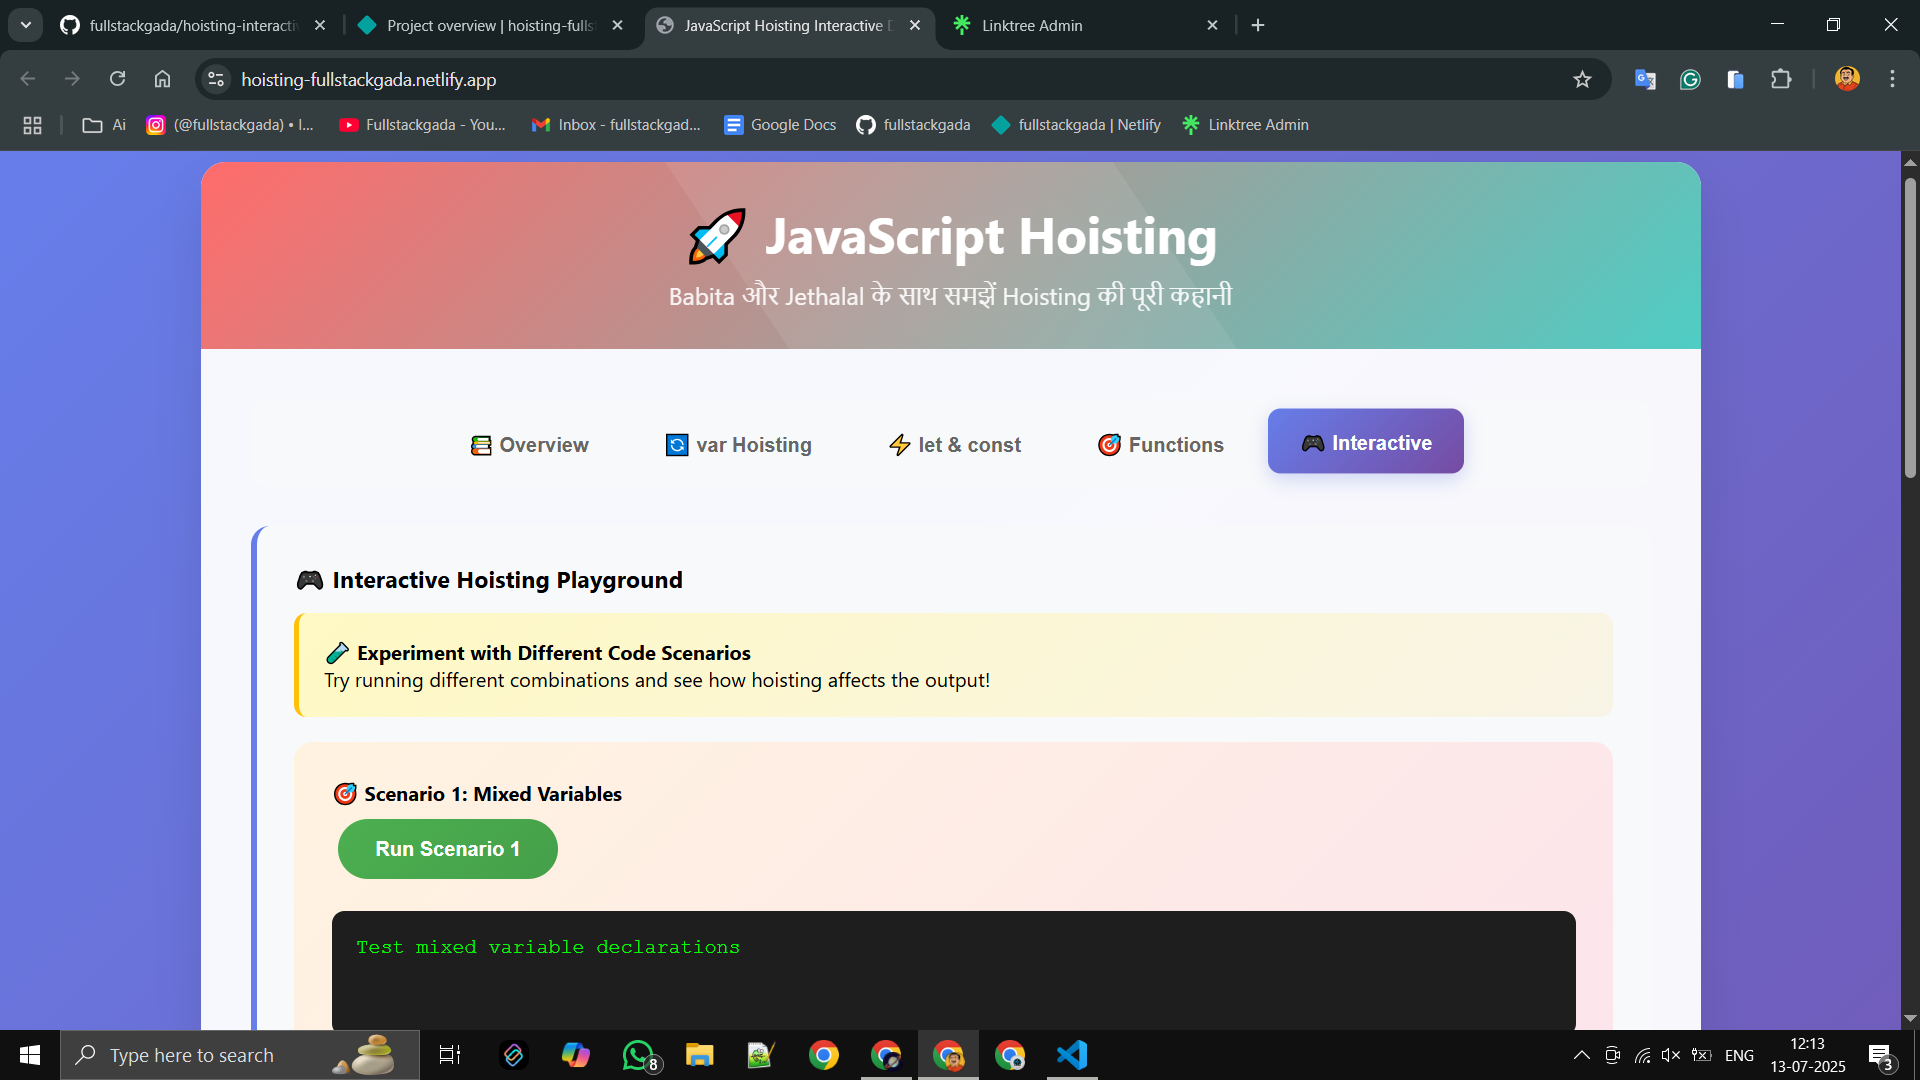 fullstackgada/hoisting-interacti
Project overview | hoisting-fulls
JavaScript Hoisting Interactive D
Linktree Admin
hoisting-fullstackgada.netlify.app
Ai
(@fullstackgada) • I...
Fullstackgada - You...
Inbox - fullstackgad...
Google Docs
fullstackgada
fullstackgada | Netlify
Linktree Admin
🚀 JavaScript Hoisting
Babita और Jethalal के साथ समझें Hoisting की पूरी कहानी
📚 Overview
🔄 var Hoisting
⚡ let & const
🎯 Functions
🎮 Interactive
🎮 Interactive Hoisting Playground
🧪 Experiment with Different Code Scenarios
Try running different combinations and see how hoisting affects the output!
🎯 Scenario 1: Mixed Variables
Run Scenario 1
Test mixed variable declarations
Type here to search
8
ENG
12:13
13-07-2025
3